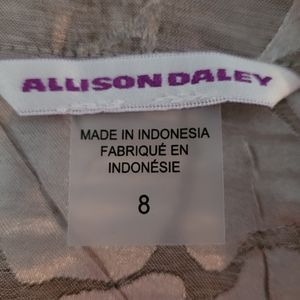 ALLISON DALEY
MADE IN INDONESIA
FABRIQUÉ EN
INDONÉSIE
8